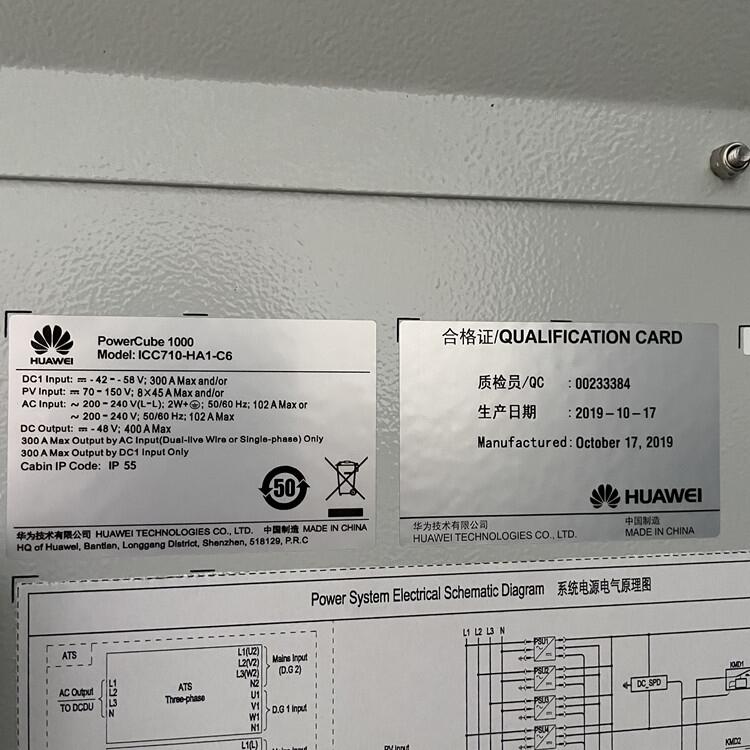 HUAWEI
PowerCube 1000
Model: ICC710-HA1-C6
DC1 Input: ⎓ - 42 - - 58 V; 300 A Max and/or
PV Input: ⎓ 70 - 150 V; 8×45 A Max and/or
AC Input: ~ 200 - 240 V(L-L); 2W+⏚; 50/60 Hz; 102 A Max or
~ 200 - 240 V; 50/60 Hz; 102 A Max
DC Output: ⎓ - 48 V; 400 A Max
300 A Max Output by AC Input(Dual-live Wire or Single-phase) Only
300 A Max Output by DC1 Input Only
Cabin IP Code: IP 55
50
华为技术有限公司 HUAWEI TECHNOLOGIES CO., LTD. 中国制造 MADE IN CHINA
HQ of Huawei, Bantian, Longgang District, Shenzhen, 518129, P.R.C
合格证/QUALIFICATION CARD
质检员/QC : 00233384
生产日期 : 2019-10-17
Manufactured: October 17, 2019
HUAWEI
华为技术有限公司 中国制造
HUAWEI TECHNOLOGIES CO., LTD. MADE IN CHINA
Power System Electrical Schematic Diagram 系统电源电气原理图
ATS
AC Output
TO DCDU
L1
L2
L3
N
ATS
Three-phase
L1(U2)
L2(V2)
L3(W2)
N2
Mains Input
(D.G 2)
U1
V1
W1
N1
D.G 1 Input
L1(L)
PV Input
L1 L2 L3 N
PSU1
PSU2
PSU3
PSU4
DC_SPD
KMD1
KMD2